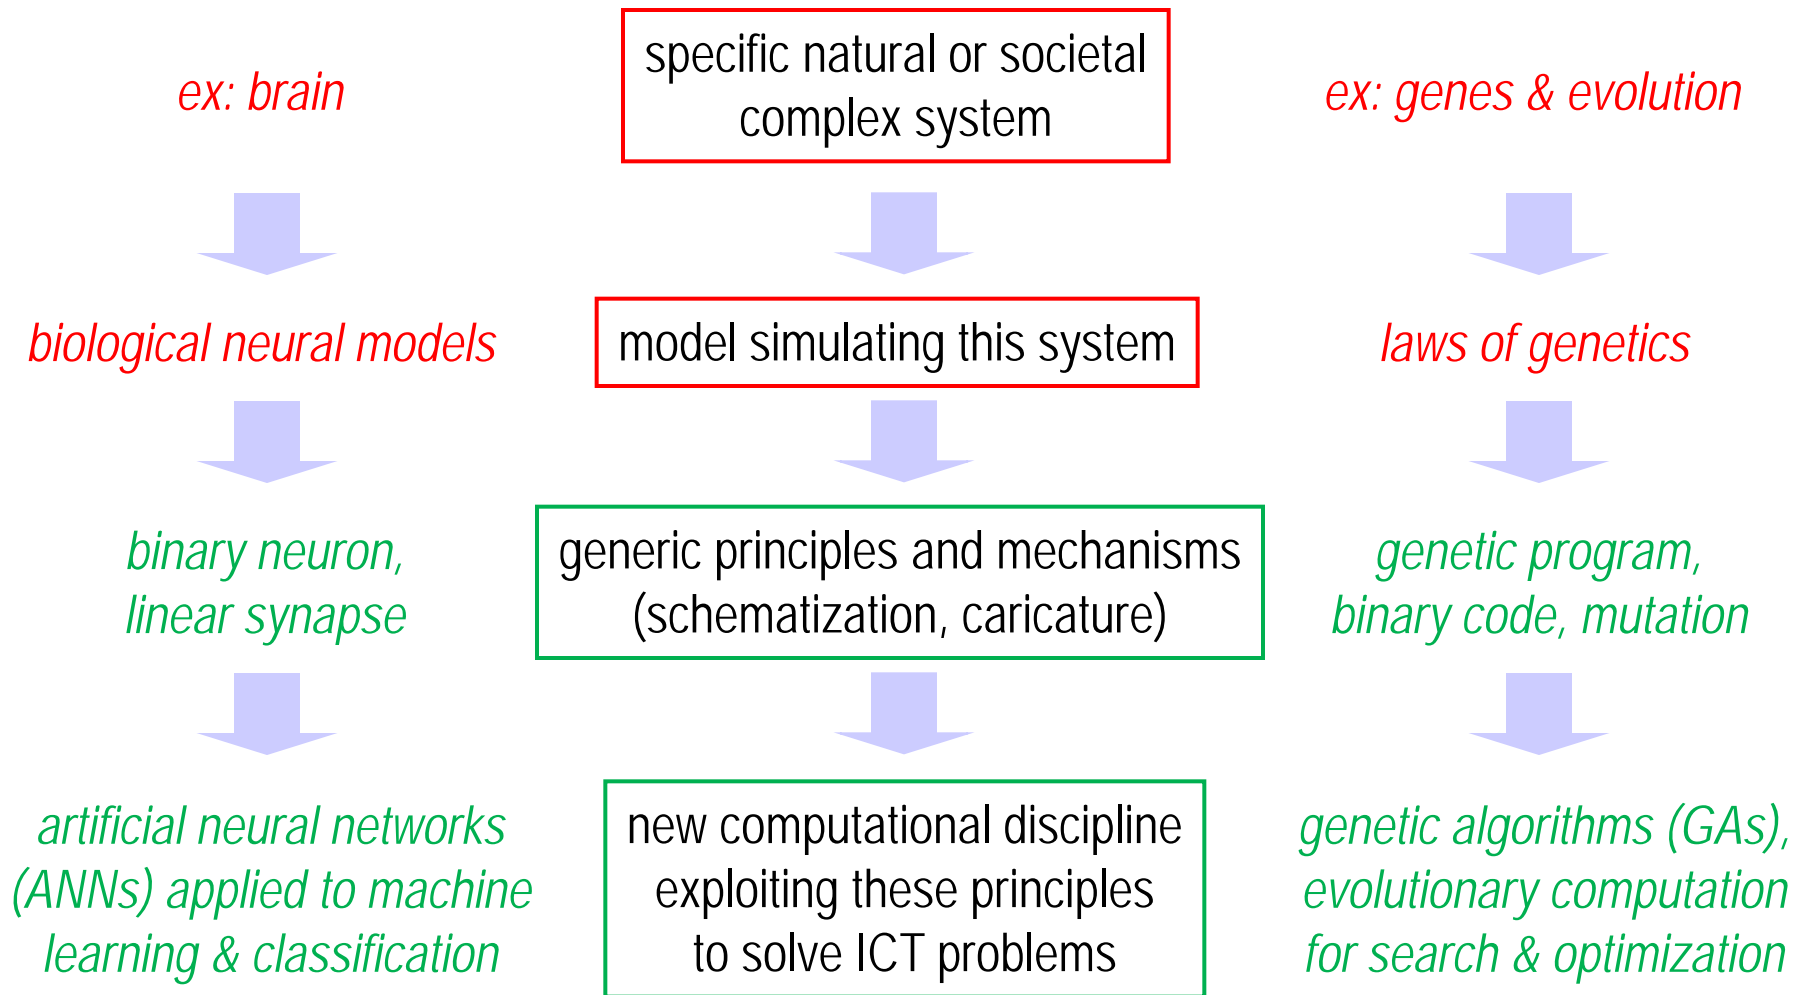 ex: brain
specific natural or societal
complex system
ex: genes & evolution
biological neural models
model simulating this system
laws of genetics
binary neuron,
linear synapse
generic principles and mechanisms
(schematization, caricature)
genetic program,
binary code, mutation
artificial neural networks
(ANNs) applied to machine
learning & classification
new computational discipline
exploiting these principles
to solve ICT problems
genetic algorithms (GAs),
evolutionary computation
for search & optimization